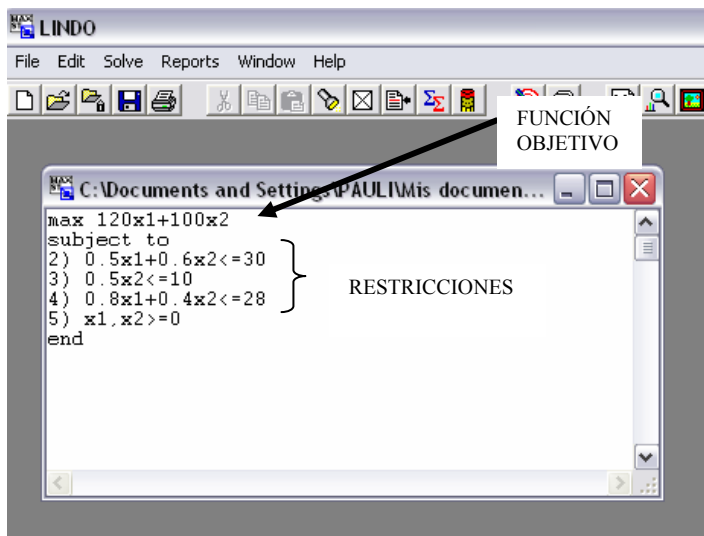 LINDO
File Edit Solve Reports Window Help
FUNCIÓN
OBJETIVO
C:\Documents and Settings\PAULI\Mis documen...
max 120x1+100x2
subject to
2) 0.5x1+0.6x2<=30
3) 0.5x2<=10
4) 0.8x1+0.4x2<=28
5) x1,x2>=0
end
RESTRICCIONES